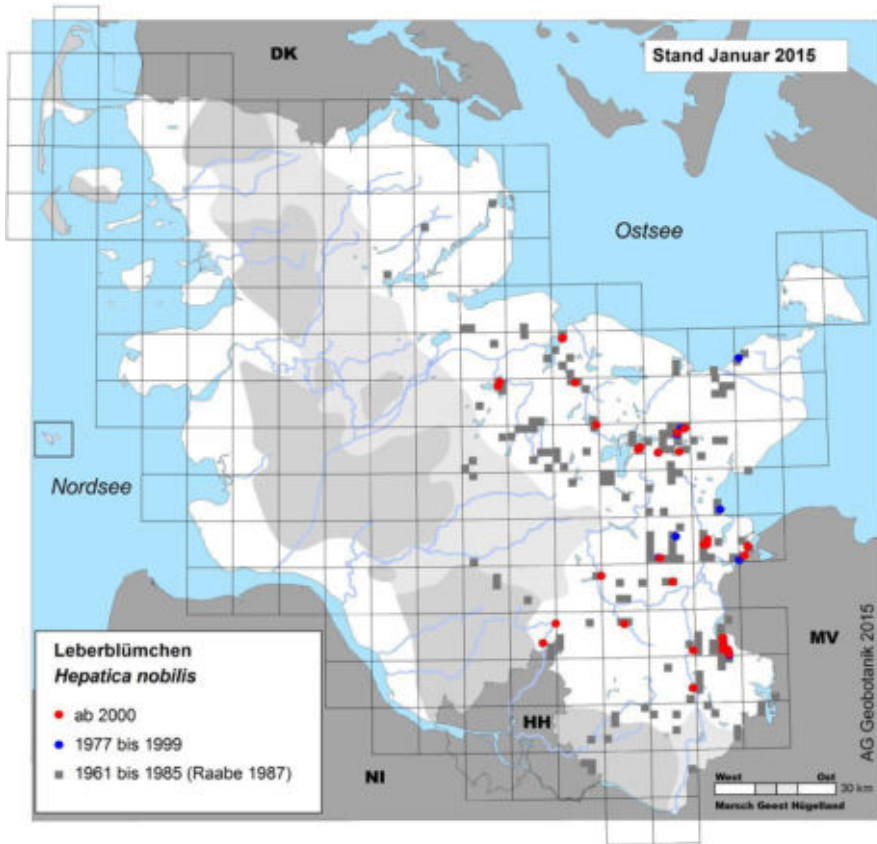 DK
Stand Januar 2015
Ostsee
Nordsee
Leberblümchen
Hepatica nobilis
ab 2000
1977 bis 1999
1961 bis 1985 (Raabe 1987)
HH
NI
MV
AG Geobotanik 2015
West Ost
30 km
Marsch Geest Hügelland